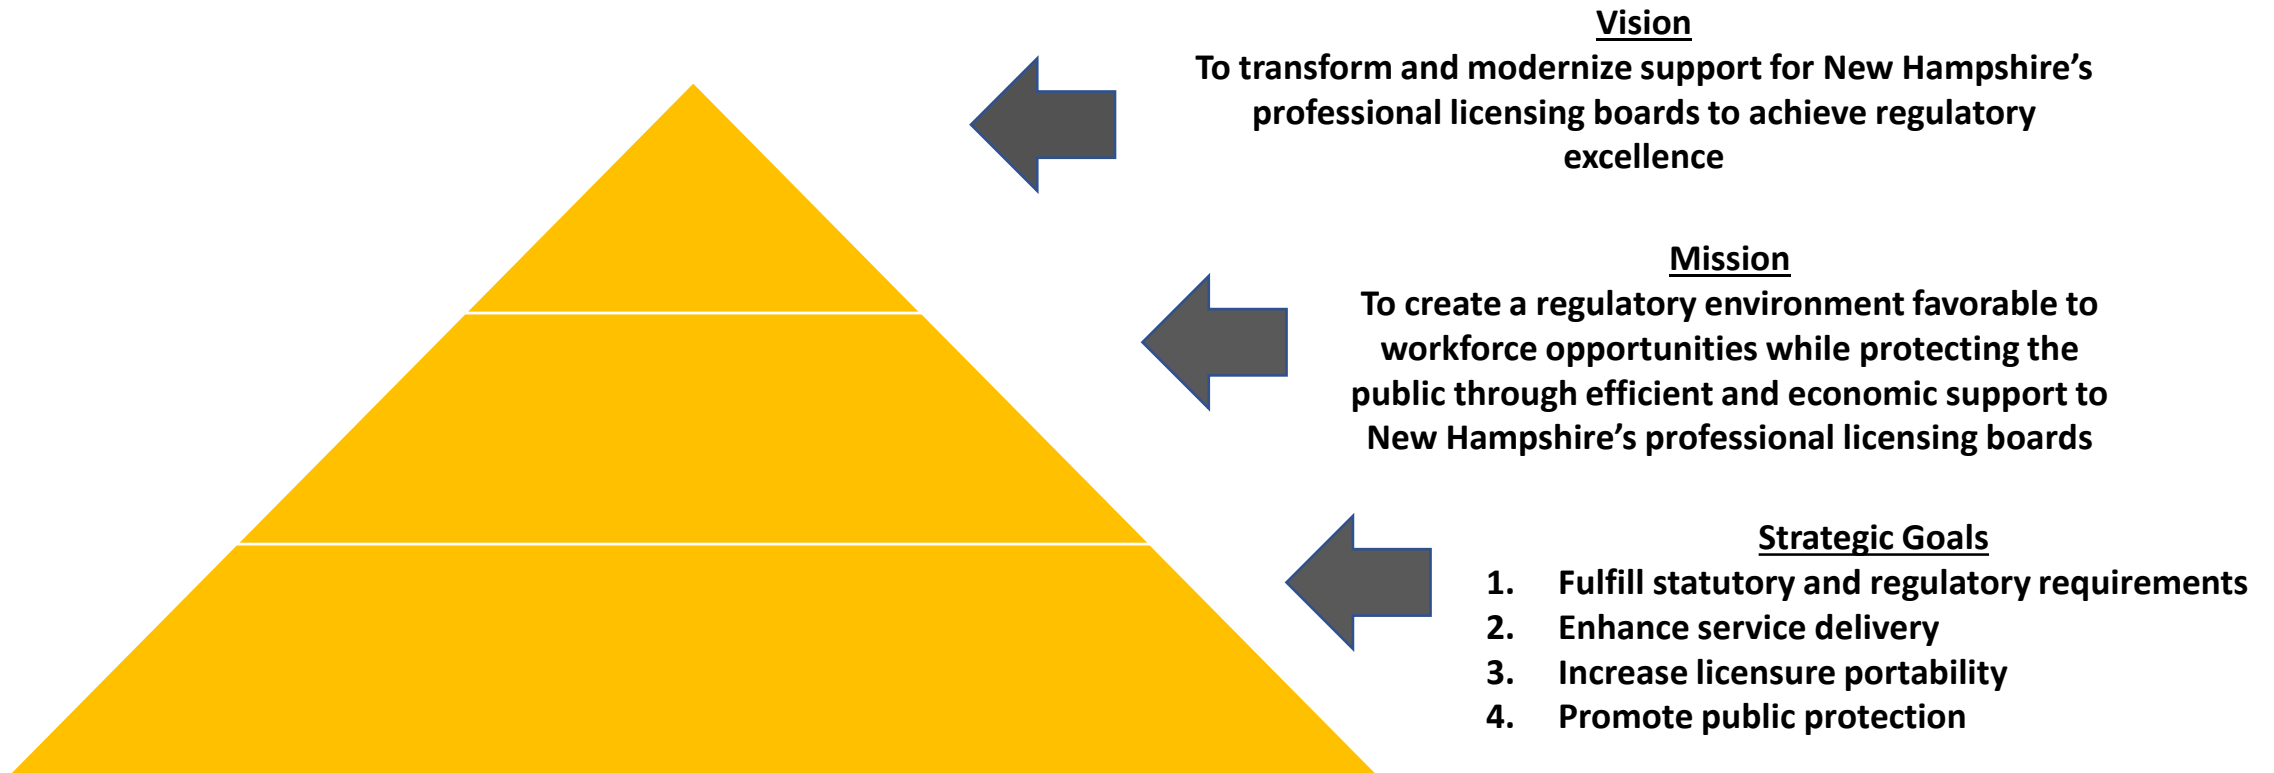 Vision
To transform and modernize support for New Hampshire’s
professional licensing boards to achieve regulatory
excellence
Mission
To create a regulatory environment favorable to
workforce opportunities while protecting the
public through efficient and economic support to
New Hampshire’s professional licensing boards
Strategic Goals
1. Fulfill statutory and regulatory requirements
2. Enhance service delivery
3. Increase licensure portability
4. Promote public protection